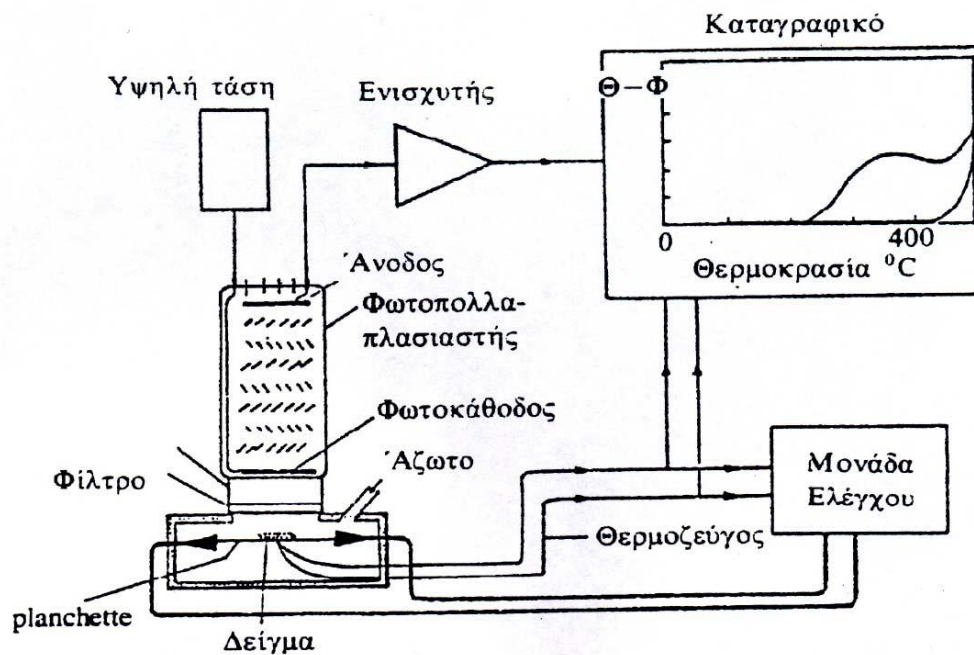 Καταγραφικό
Υψηλή τάση
Ενισχυτής
Θ – Φ
0
400
Θερμοκρασία ⁰C
Άνοδος
Φωτοπολλα-
πλασιαστής
Φωτοκάθοδος
Άζωτο
Φίλτρο
Μονάδα
Ελέγχου
Θερμοζεύγος
planchette
Δείγμα